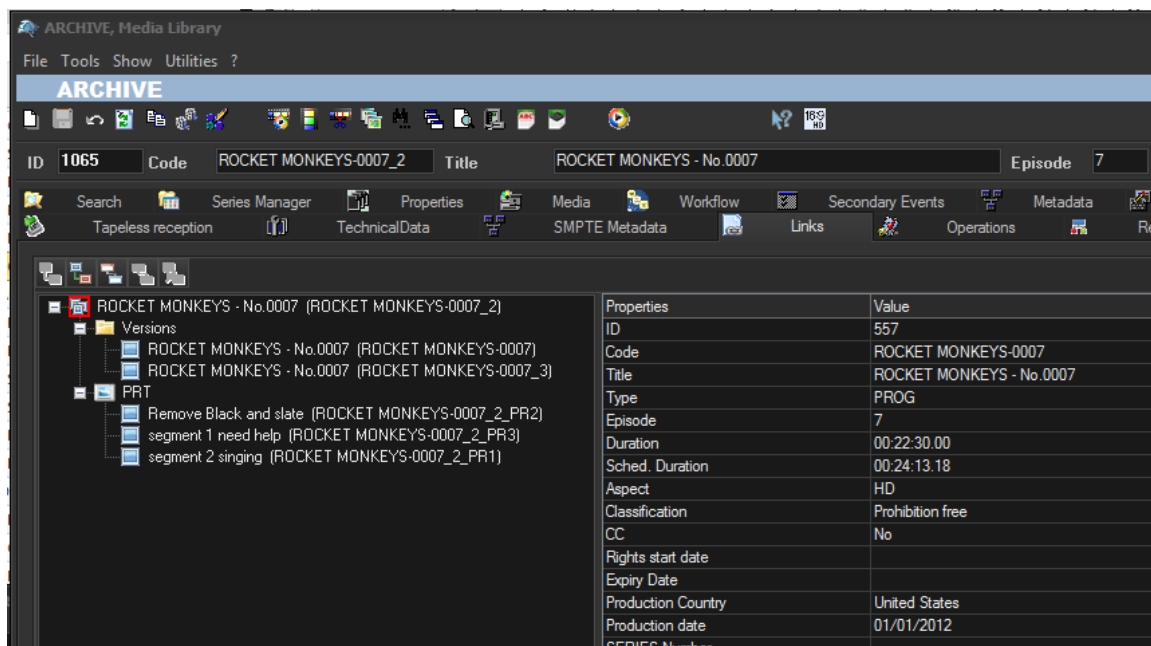 ARCHIVE, Media Library
File Tools Show Utilities ?
ARCHIVE
ID 1065 Code ROCKET MONKEYS-0007_2 Title ROCKET MONKEYS - No.0007 Episode 7
Search Series Manager Properties Media Workflow Secondary Events Metadata
Tapeless reception TechnicalData SMPTE Metadata Links Operations Re
ROCKET MONKEYS - No.0007 (ROCKET MONKEYS-0007_2)
Versions
ROCKET MONKEYS - No.0007 (ROCKET MONKEYS-0007)
ROCKET MONKEYS - No.0007 (ROCKET MONKEYS-0007_3)
PRT
Remove Black and slate (ROCKET MONKEYS-0007_2_PR2)
segment 1 need help (ROCKET MONKEYS-0007_2_PR3)
segment 2 singing (ROCKET MONKEYS-0007_2_PR1)
Properties Value
ID 557
Code ROCKET MONKEYS-0007
Title ROCKET MONKEYS - No.0007
Type PROG
Episode 7
Duration 00:22:30.00
Sched. Duration 00:24:13.18
Aspect HD
Classification Prohibition free
CC No
Rights start date
Expiry Date
Production Country United States
Production date 01/01/2012